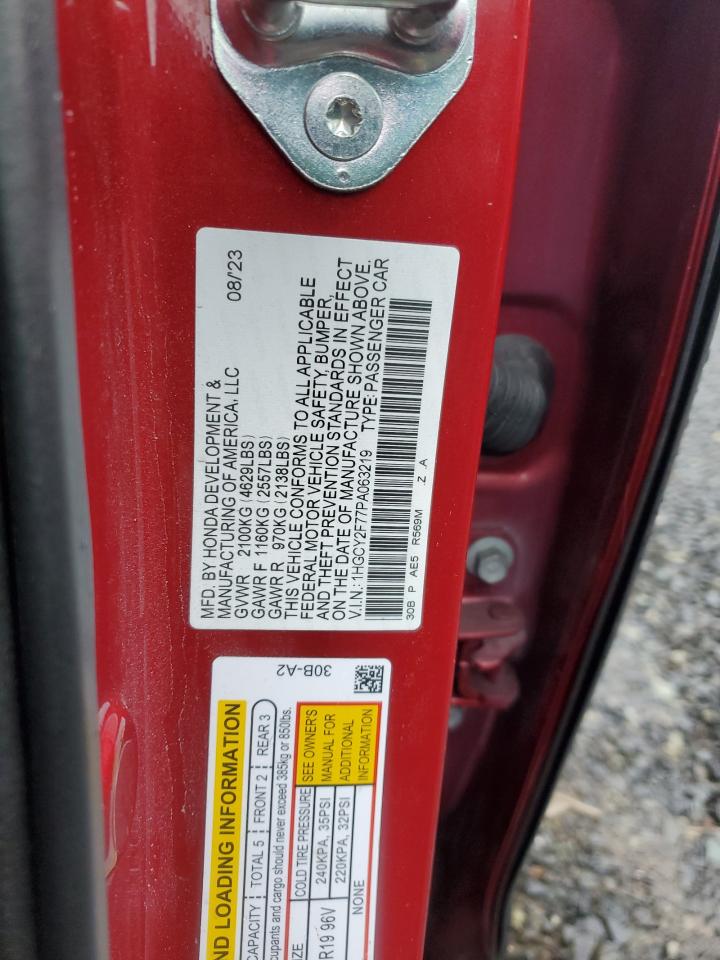 MFD. BY HONDA DEVELOPMENT & 08/23
MANUFACTURING OF AMERICA, LLC
GVWR 2100KG (4629LBS)
GAWR F 1160KG (2557LBS)
GAWR R 970KG (2138LBS)
THIS VEHICLE CONFORMS TO ALL APPLICABLE
FEDERAL MOTOR VEHICLE SAFETY, BUMPER,
AND THEFT PREVENTION STANDARDS IN EFFECT
ON THE DATE OF MANUFACTURE SHOWN ABOVE.
V.I.N.: 1HGCY2F77PA063219 TYPE: PASSENGER CAR
30B P AE5 R569M Z A
ND LOADING INFORMATION 30B-A2
CAPACITY TOTAL 5 FRONT 2 REAR 3
cupants and cargo should never exceed 385kg or 850lbs.
IZE COLD TIRE PRESSURE SEE OWNER'S
R19 96V 240KPA, 35PSI MANUAL FOR
220KPA, 32PSI ADDITIONAL
NONE INFORMATION